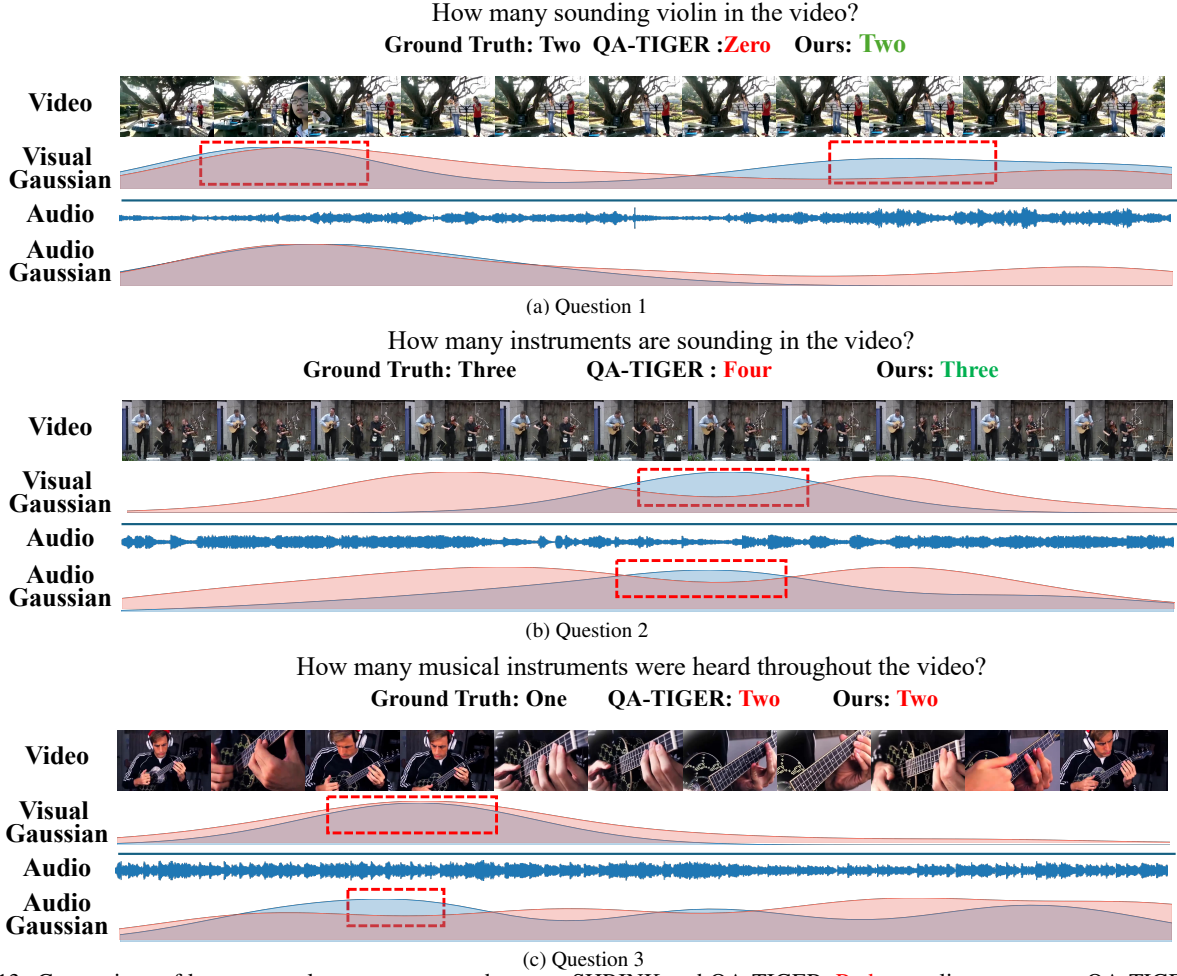 How many sounding violin in the video?
Ground Truth: Two QA-TIGER :Zero Ours: Two
Video
Visual
Gaussian
Audio
Audio
Gaussian
(a) Question 1
How many instruments are sounding in the video?
Ground Truth: Three QA-TIGER : Four Ours: Three
Video
Visual
Gaussian
Audio
Audio
Gaussian
(b) Question 2
How many musical instruments were heard throughout the video?
Ground Truth: One QA-TIGER: Two Ours: Two
Video
Visual
Gaussian
Audio
Audio
Gaussian
(c) Question 3